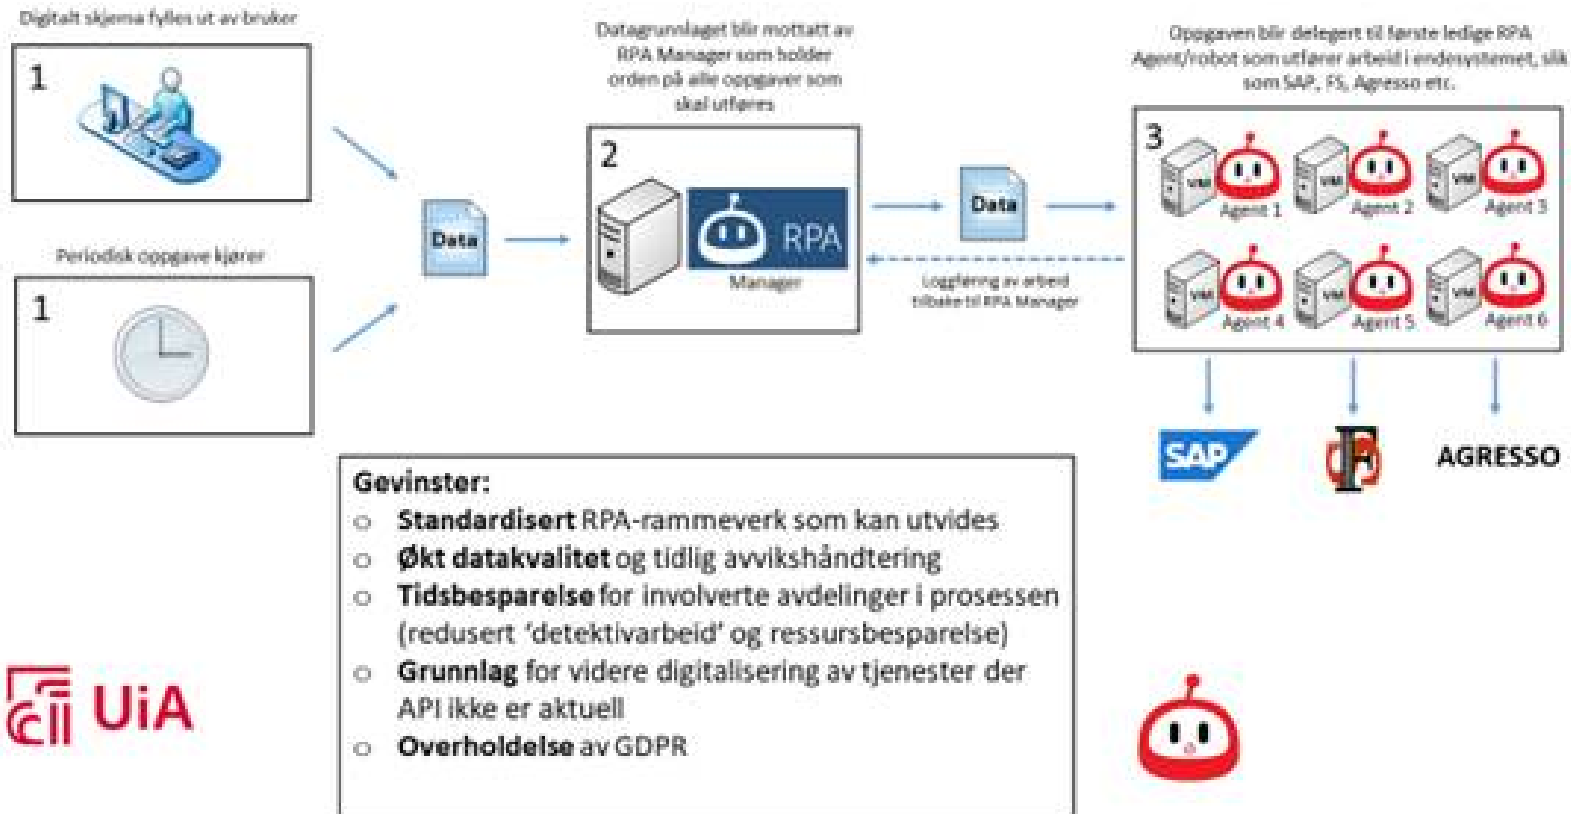 Digitalt skjema fylles ut av bruker
1
Periodisk oppgave kjører
1
Data
Datagrunnlaget blir mottatt av
RPA Manager som holder
orden på alle oppgaver som
skal utføres
2
RPA
Manager
Data
Loggføring av arbeid
tilbake til RPA Manager
Oppgaven blir delegert til første ledige RPA
Agent/robot som utfører arbeid i endesystemet, slik
som SAP, FS, Agresso etc.
3
VM
Agent 1
VM
Agent 2
VM
Agent 3
VM
Agent 4
VM
Agent 5
VM
Agent 6
SAP
FS
AGRESSO
Gevinster:
o Standardisert RPA-rammeverk som kan utvides
o Økt datakvalitet og tidlig avvikshåndtering
o Tidsbesparelse for involverte avdelinger i prosessen
(redusert ‘detektivarbeid’ og ressursbesparelse)
o Grunnlag for videre digitalisering av tjenester der
API ikke er aktuell
o Overholdelse av GDPR
UiA